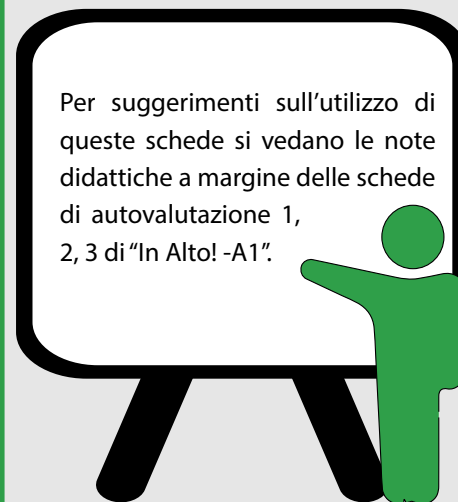 Per suggerimenti sull’utilizzo di
queste schede si vedano le note
didattiche a margine delle schede
di autovalutazione 1,
2, 3 di “In Alto! -A1”.